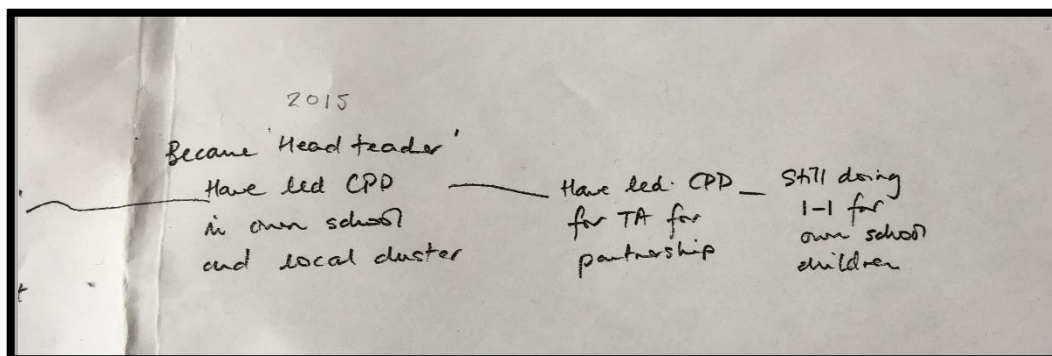 2015
Became 'Head teacher'
Have led CPD
in own school
and local cluster
Have led CPD
for TA for
partnership
Still doing
1-1 for
own school
children